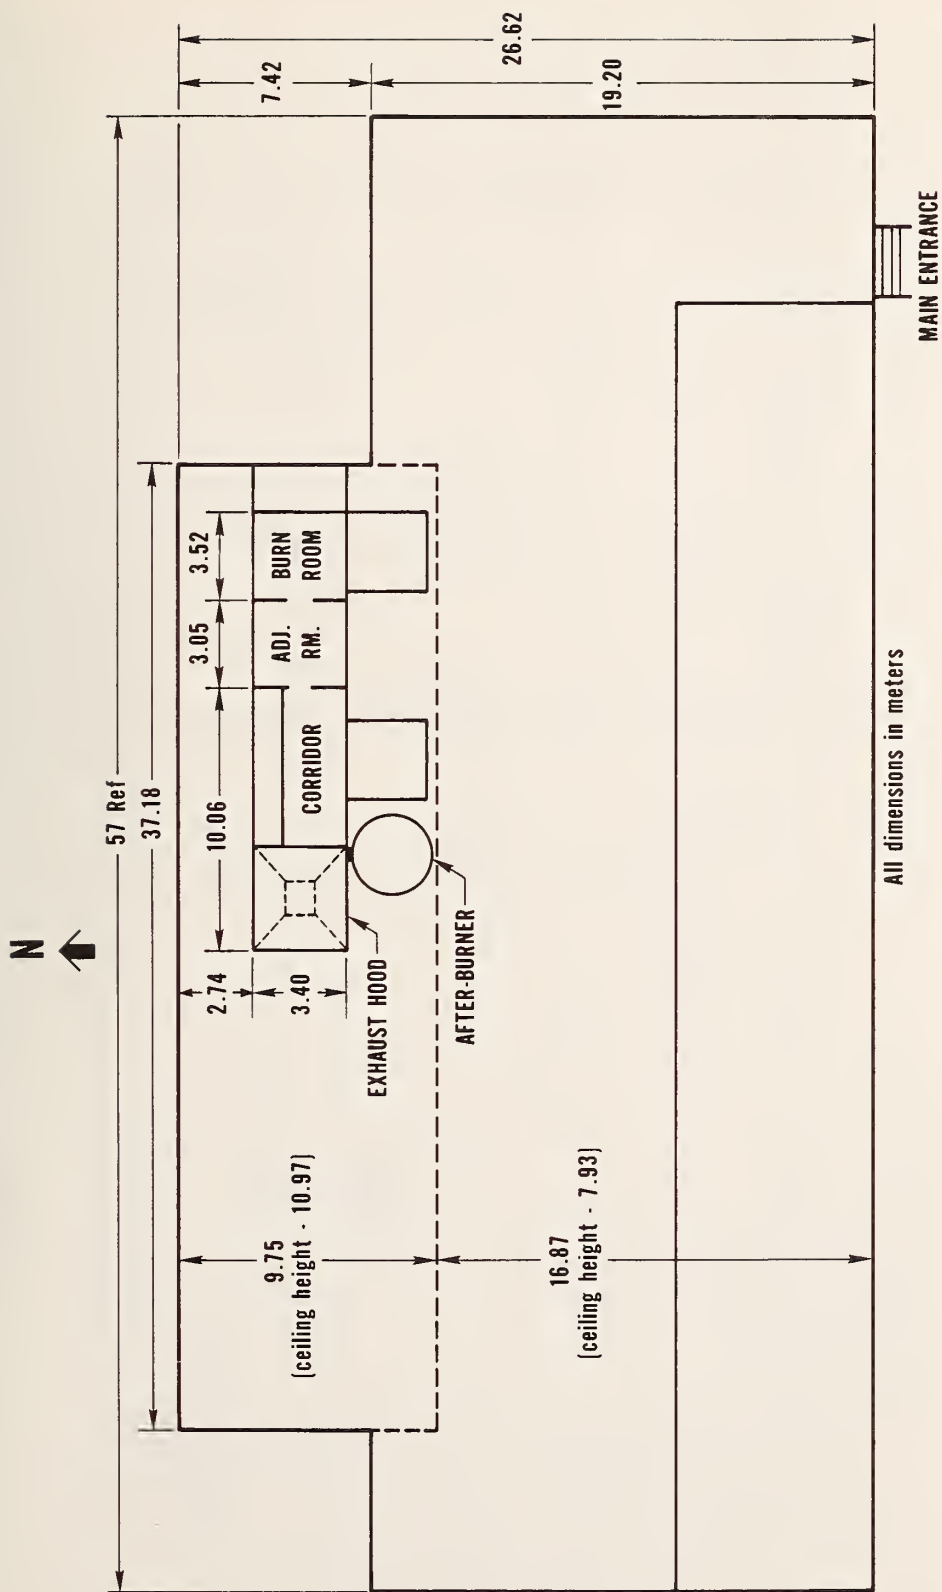 N
57 Ref
37.18
10.06
3.05
3.52
7.42
26.62
19.20
2.74
3.40
CORRIDOR
ADJ.
RM.
BURN
ROOM
EXHAUST HOOD
AFTER-BURNER
9.75
(ceiling height - 10.97)
16.87
(ceiling height - 7.93)
All dimensions in meters
MAIN ENTRANCE